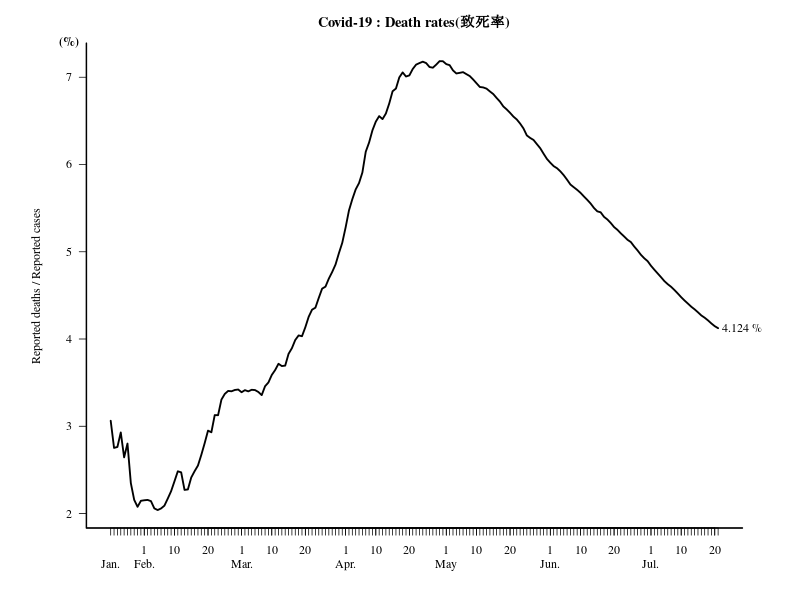 Covid-19 : Death rates(致死率)
(%)
7
6
5
4
3
2
Reported deaths / Reported cases
4.124 %
1 10 20 1 10 20 1 10 20 1 10 20 1 10 20 1 10 20
Jan. Feb. Mar. Apr. May Jun. Jul.